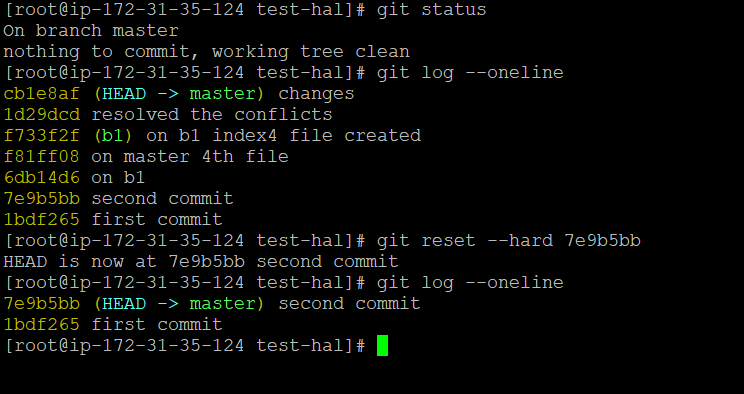 [root@ip-172-31-35-124 test-hal]# git status
On branch master
nothing to commit, working tree clean
[root@ip-172-31-35-124 test-hal]# git log --oneline
cb1e8af (HEAD -> master) changes
1d29dcd resolved the conflicts
f733f2f (b1) on b1 index4 file created
f81ff08 on master 4th file
6db14d6 on b1
7e9b5bb second commit
1bdf265 first commit
[root@ip-172-31-35-124 test-hal]# git reset --hard 7e9b5bb
HEAD is now at 7e9b5bb second commit
[root@ip-172-31-35-124 test-hal]# git log --oneline
7e9b5bb (HEAD -> master) second commit
1bdf265 first commit
[root@ip-172-31-35-124 test-hal]#